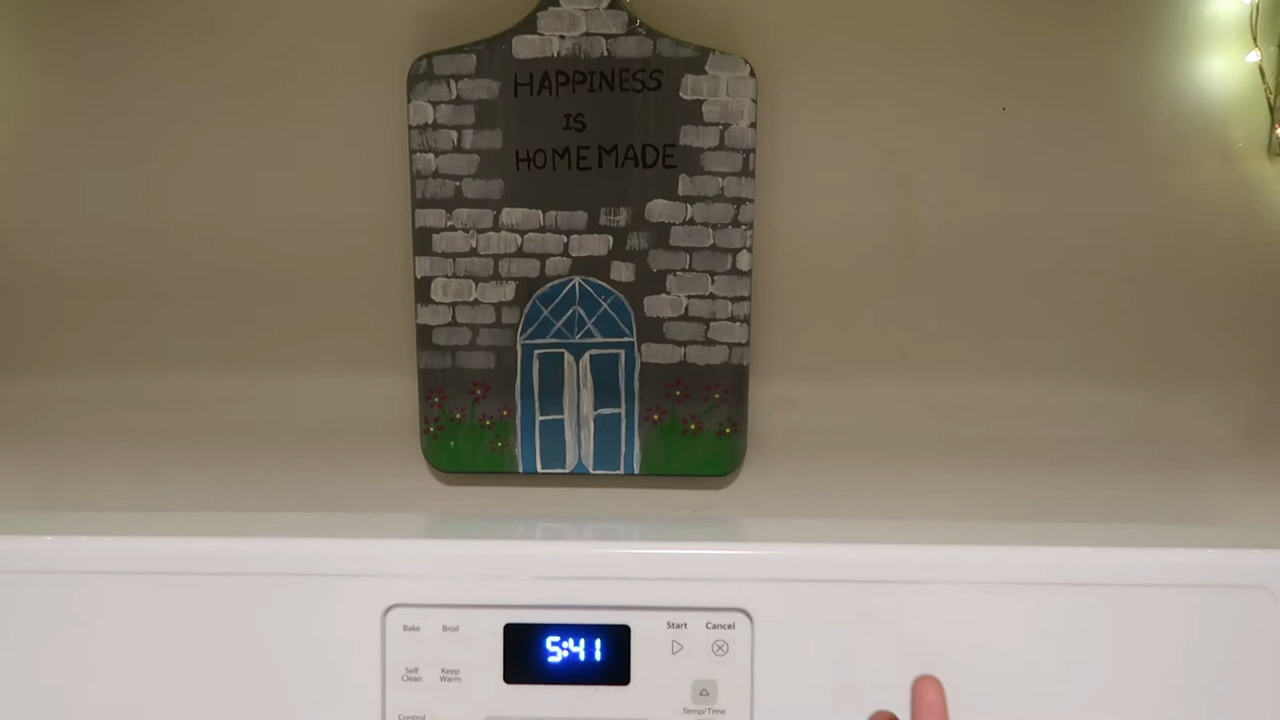 HAPPINESS
IS
HOMEMADE
Bake Broil
5:41
Start Cancel
Self Clean
Keep Warm
Temp/Time
Control